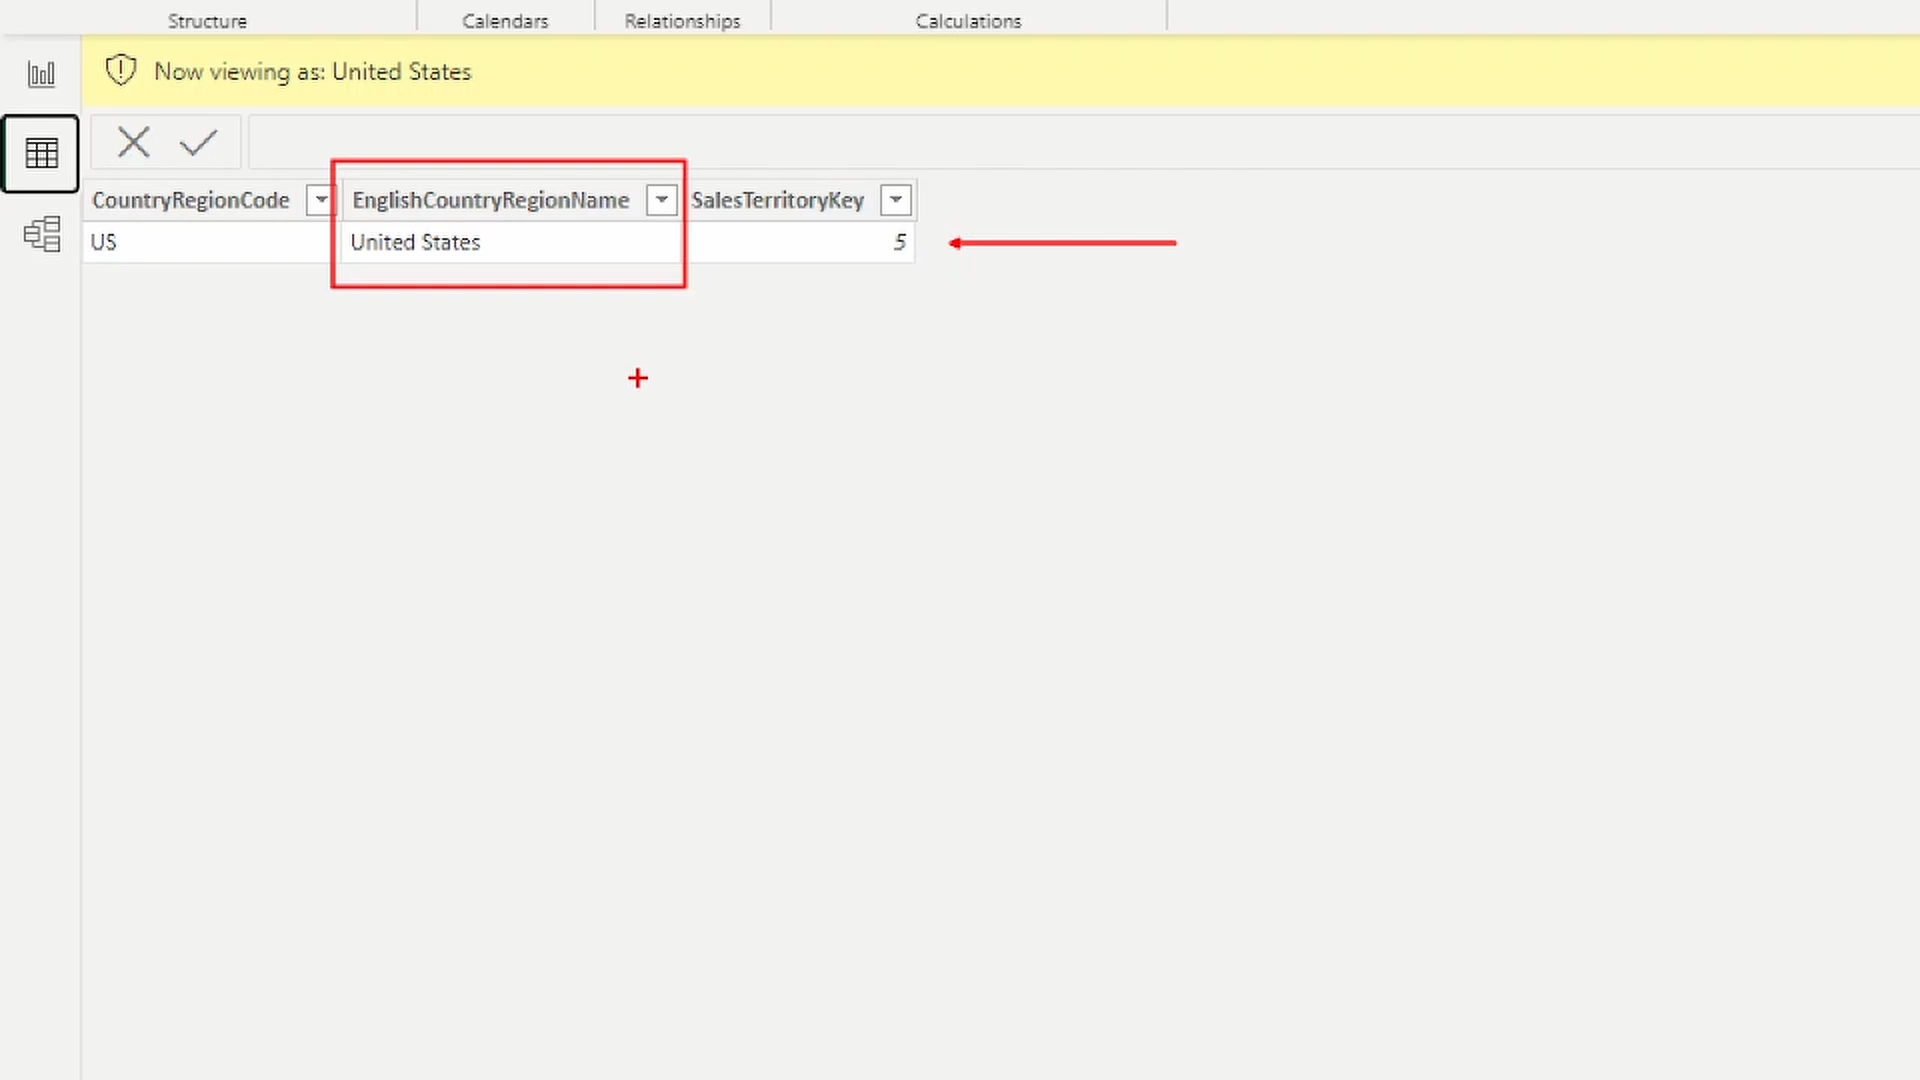 Structure Calendars Relationships Calculations
Now viewing as: United States
CountryRegionCode EnglishCountryRegionName SalesTerritoryKey
US United States 5